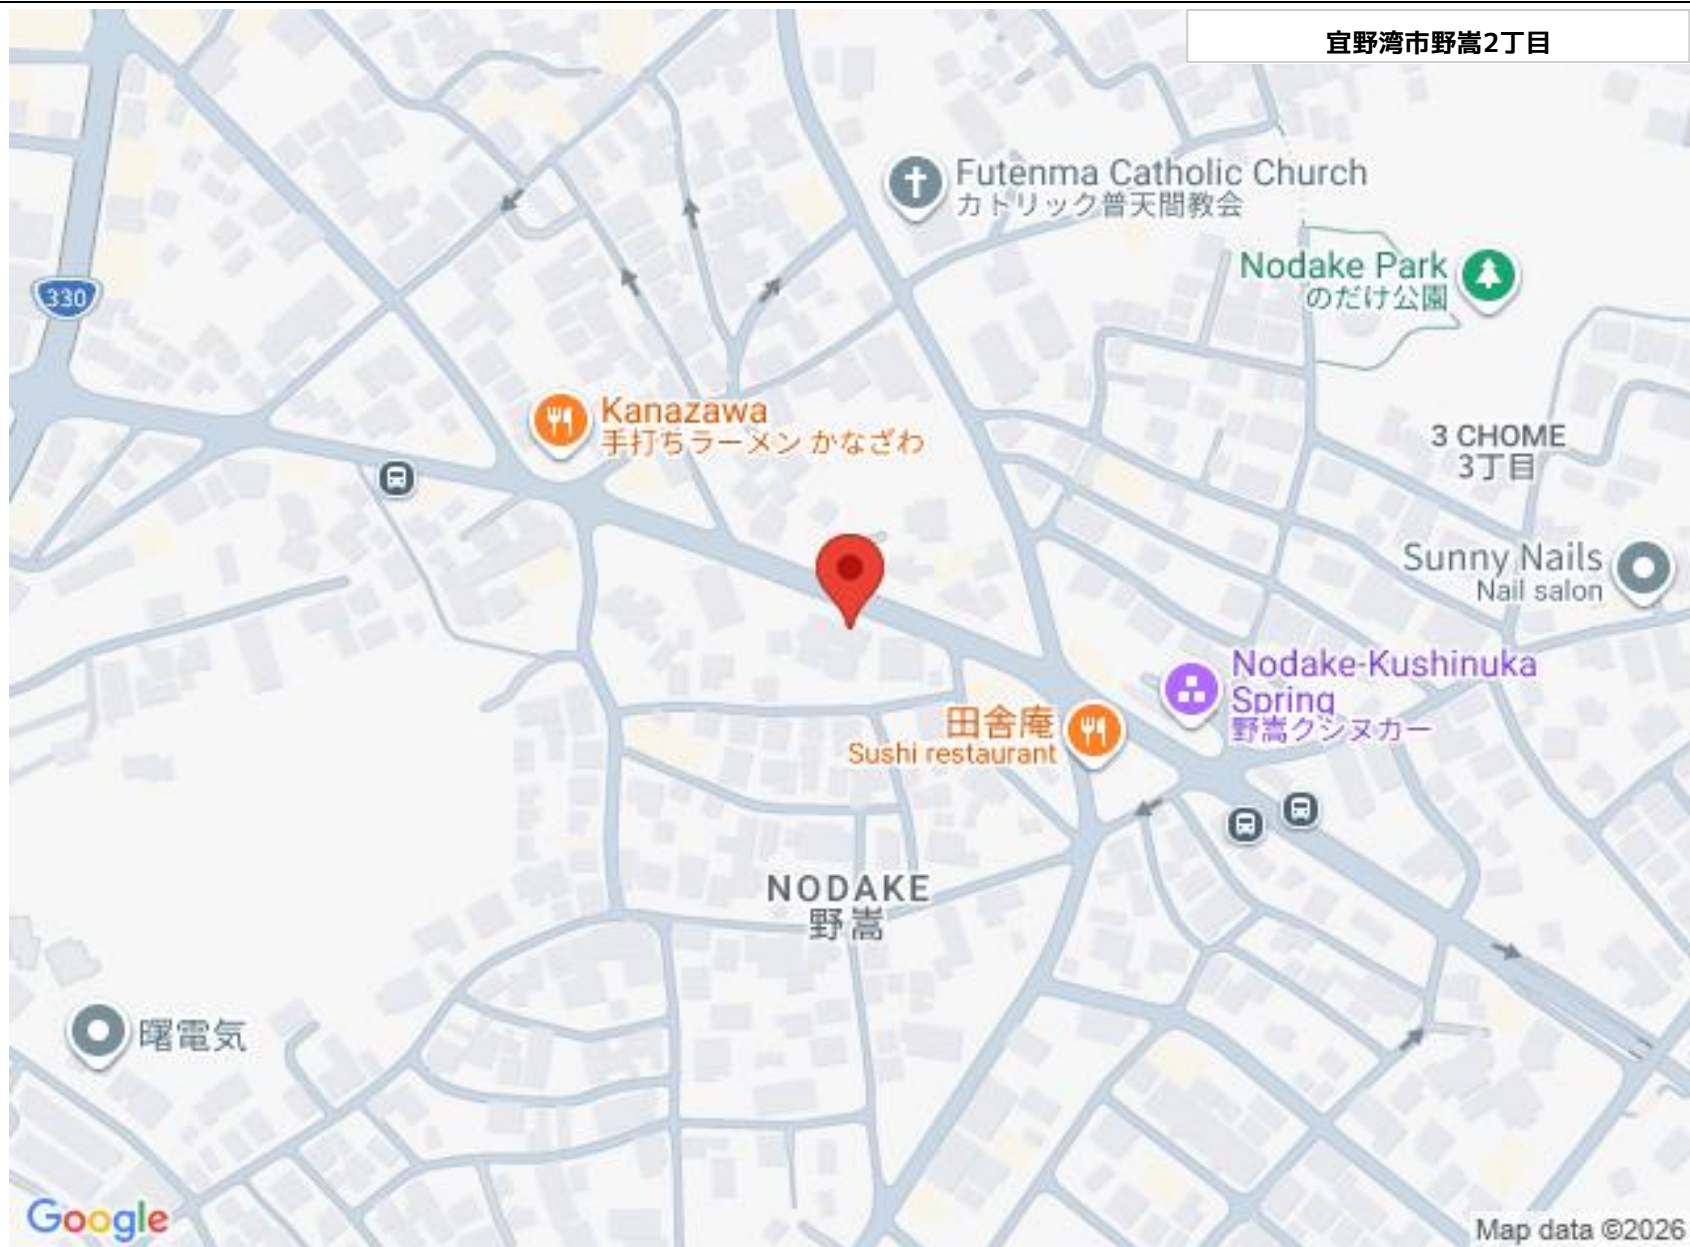 宜野湾市野嵩2丁目
Futenma Catholic Church
カトリック普天間教会
Nodake Park
のだけ公園
330
Kanazawa
手打ちラーメン かなざわ
3 CHOME
3丁目
Sunny Nails
Nail salon
Nodake-Kushinuka
Spring
野嵩クシヌカー
田舎庵
Sushi restaurant
NODAKE
野嵩
曙電気
Google
Map data ©2026